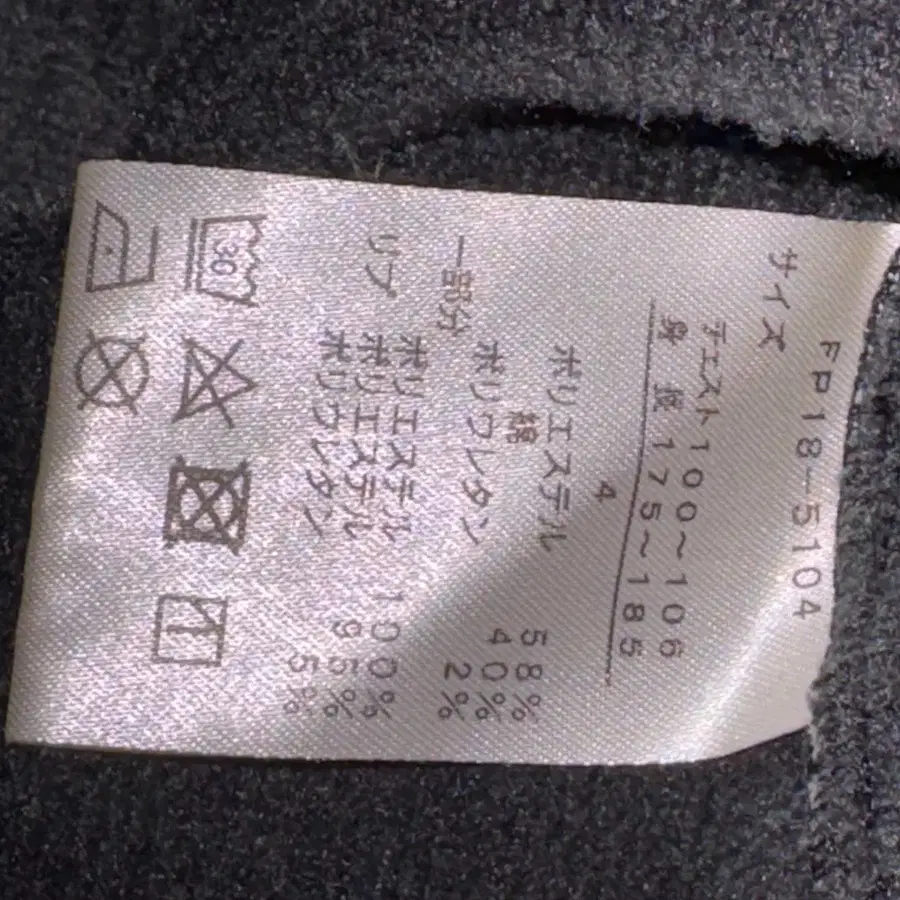 FP18-5104
サイズ
チェスト100~106
身長175~185
4
ポリエステル 58%
綿 40%
ポリウレタン 2%
一部分
ポリエステル 100%
リブ ポリエステル 95%
ポリウレタン 5%
30